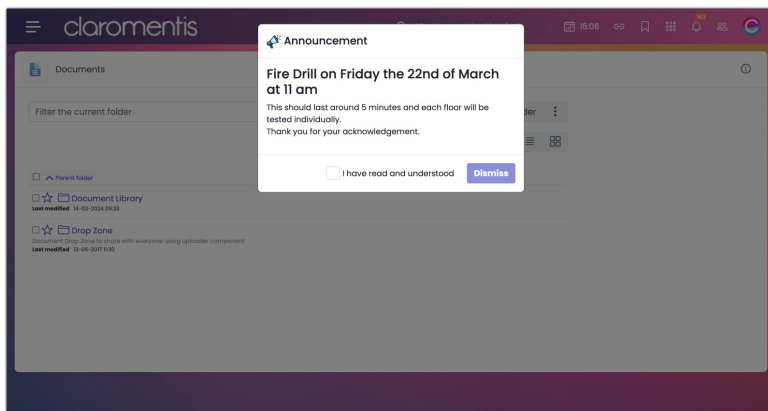 claromentis
15:06
163
Announcement
Fire Drill on Friday the 22nd of March
at 11 am
This should last around 5 minutes and each floor will be
tested individually.
Thank you for your acknowledgement.
I have read and understood
Dismiss
Documents
Filter the current folder
Parent folder
Document Library
Last modified: 14-03-2024 09:33
Drop Zone
Document Drop Zone to share with everyone using uploader component
Last modified: 13-06-2017 11:30